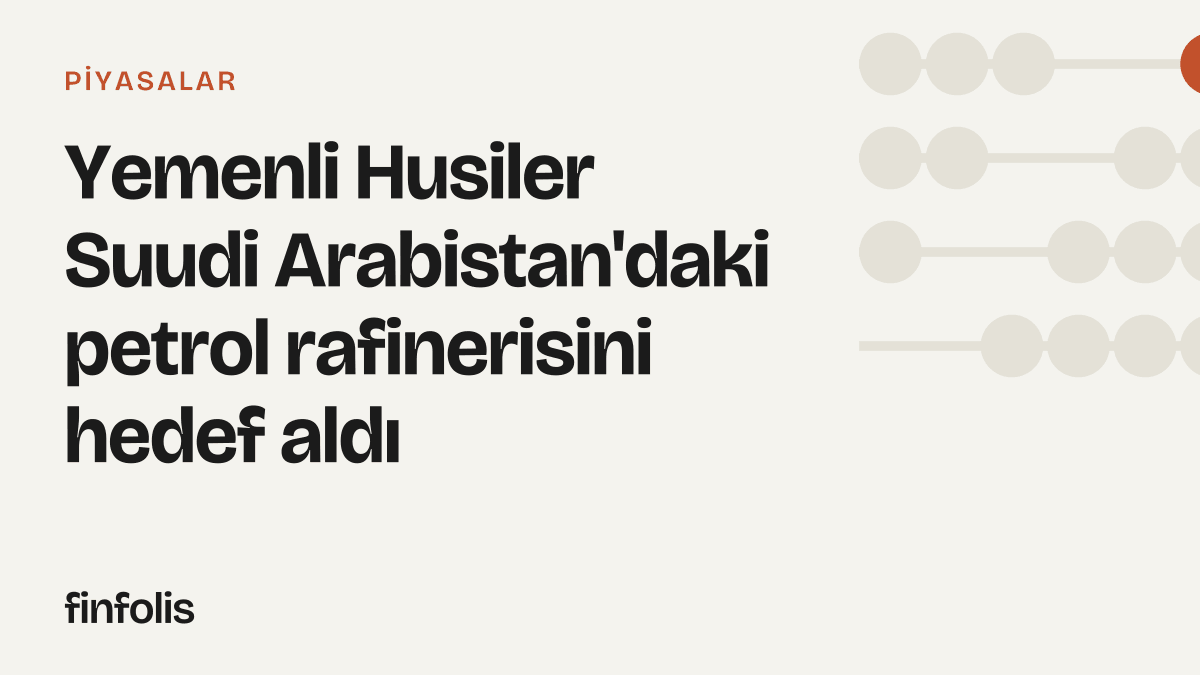 PİYASALAR
Yemenli Husiler
Suudi Arabistan'daki
petrol rafinerisini
hedef aldı
finfolis